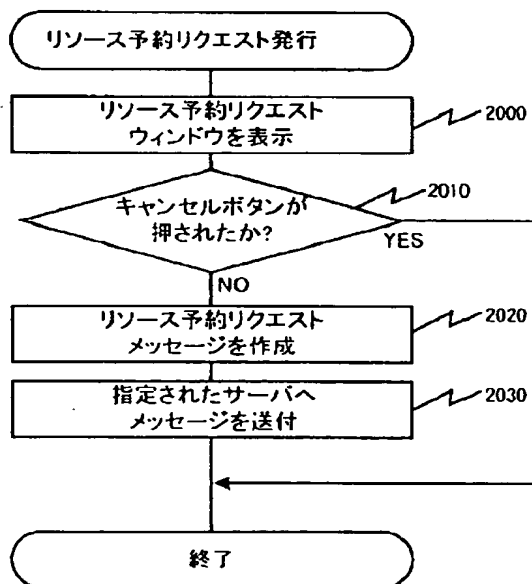 リソース予約リクエスト発行
リソース予約リクエスト
ウィンドウを表示
2000
キャンセルボタンが
押されたか?
2010
YES
NO
リソース予約リクエスト
メッセージを作成
2020
指定されたサーバへ
メッセージを送付
2030
終了